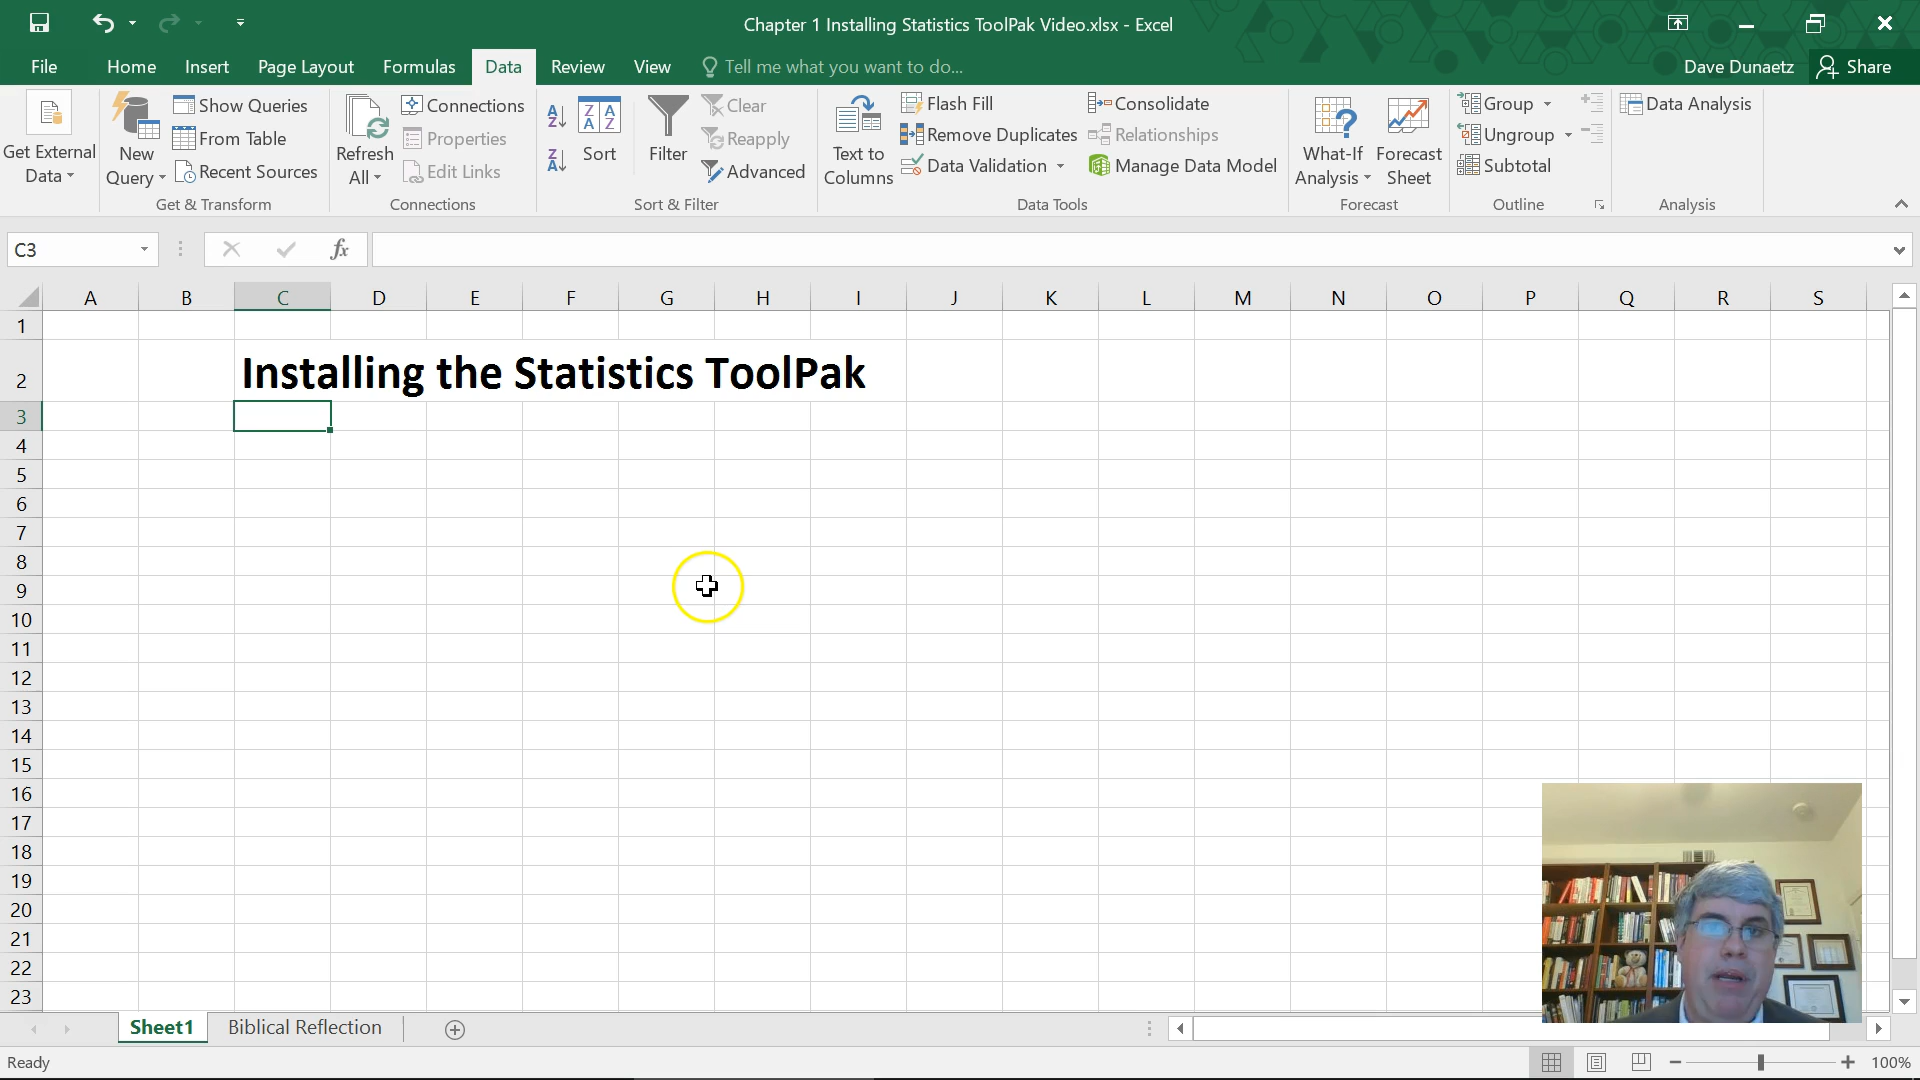 Chapter 1 Installing Statistics ToolPak Video.xlsx - Excel
File Home Insert Page Layout Formulas Data Review View Tell me what you want to do... Dave Dunaetz Share
Get External Data
New Query
Show Queries
From Table
Recent Sources
Get & Transform
Refresh All
Connections
Properties
Edit Links
Connections
A Z
Z A
Z A A Z
Sort
Filter
Clear
Reapply
Advanced
Sort & Filter
Text to Columns
Flash Fill
Remove Duplicates
Data Validation
Consolidate
Relationships
Manage Data Model
Data Tools
What-If Analysis
Forecast Sheet
Forecast
Group
Ungroup
Subtotal
Outline
Data Analysis
Analysis
C3 fx
A B C D E F G H I J K L M N O P Q R S
1
2 Installing the Statistics ToolPak
3
4
5
6
7
8
9
10
11
12
13
14
15
16
17
18
19
20
21
22
23
Sheet1 Biblical Reflection
Ready 100%